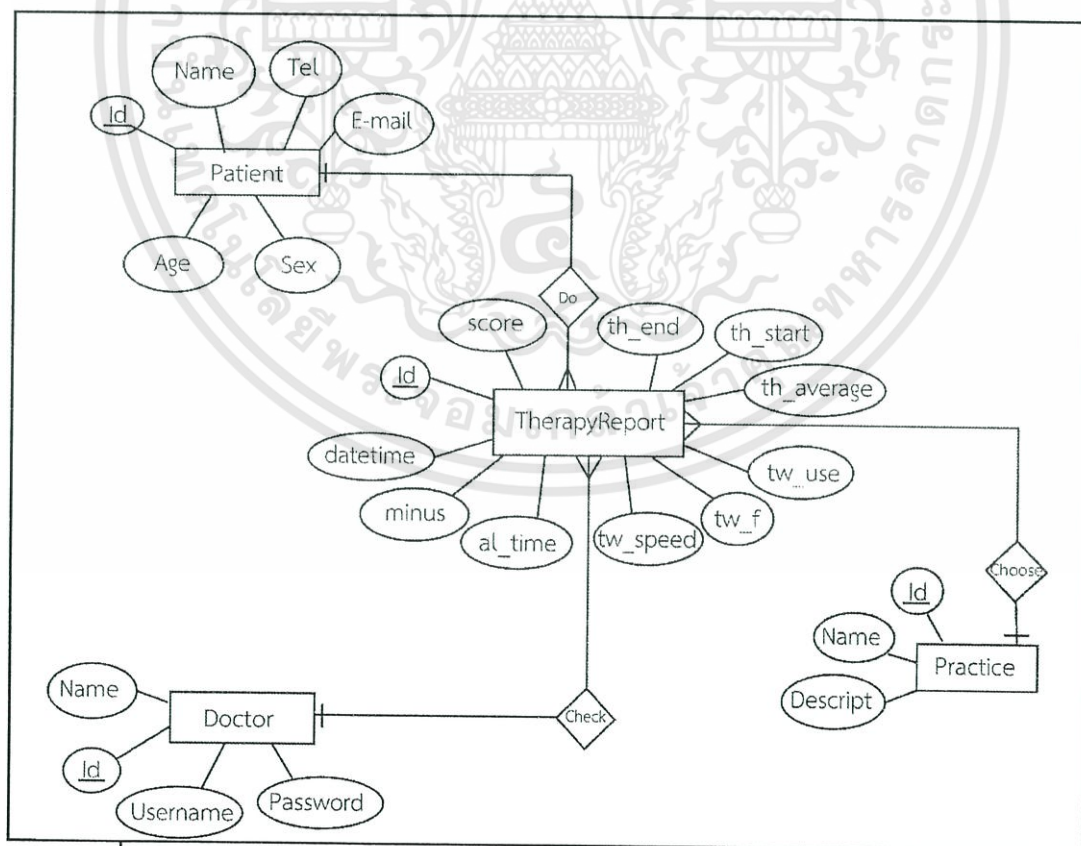 Name
Tel
Id
E-mail
Patient
Age
Sex
Do
score
th_end
th_start
Id
th_average
TherapyReport
datetime
tw_use
minus
al_time
tw_speed
tw_f
Choose
Id
Name
Practice
Descript
Name
Doctor
Check
Id
Username
Password